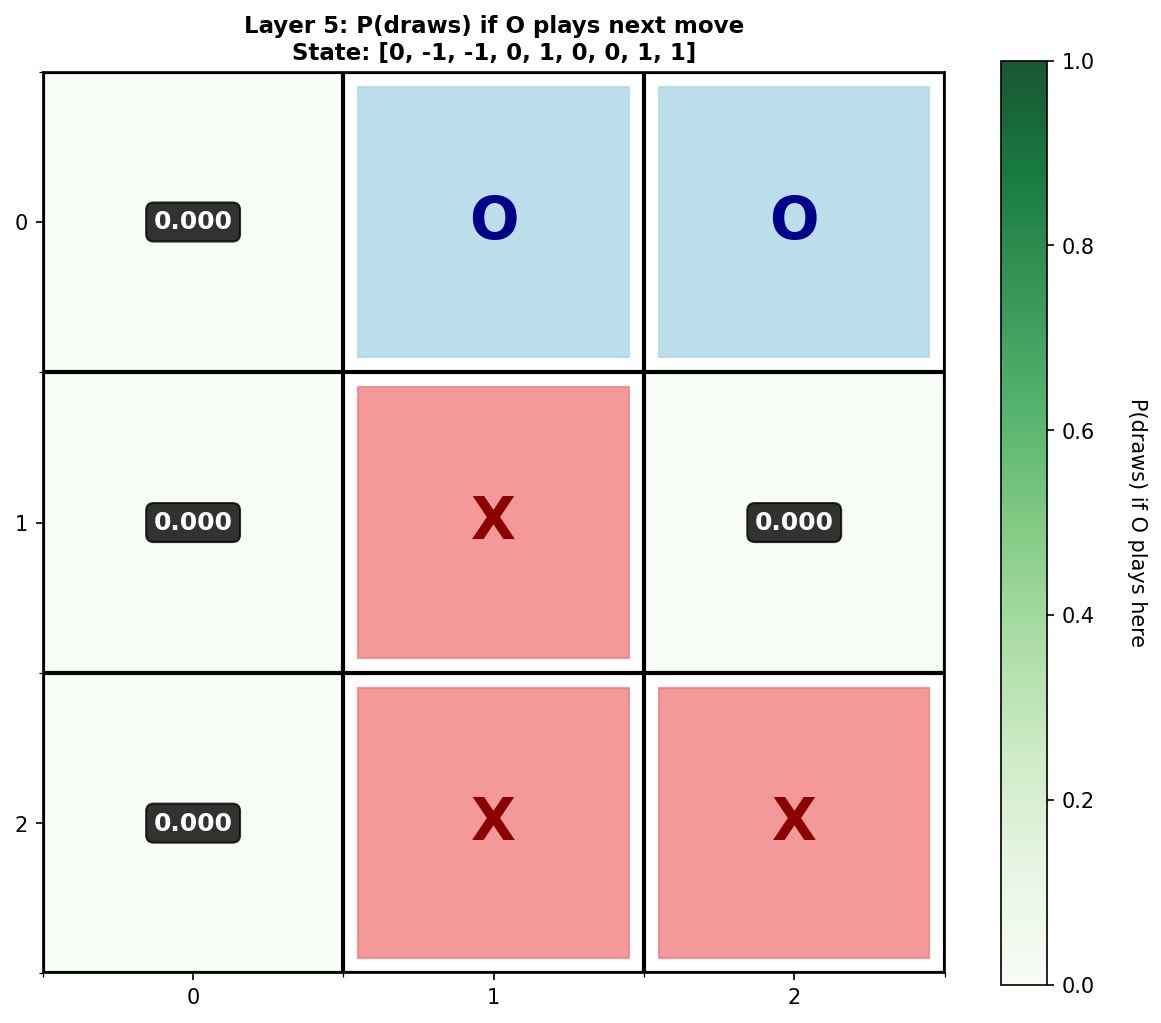 Layer 5: P(draws) if O plays next move
State: [0, -1, -1, 0, 1, 0, 0, 1, 1]
0.000 O O
0.000 X 0.000
0.000 X X
0
1
2
0 1 2
1.0
0.8
0.6
0.4
0.2
0.0
P(draws) if O plays here